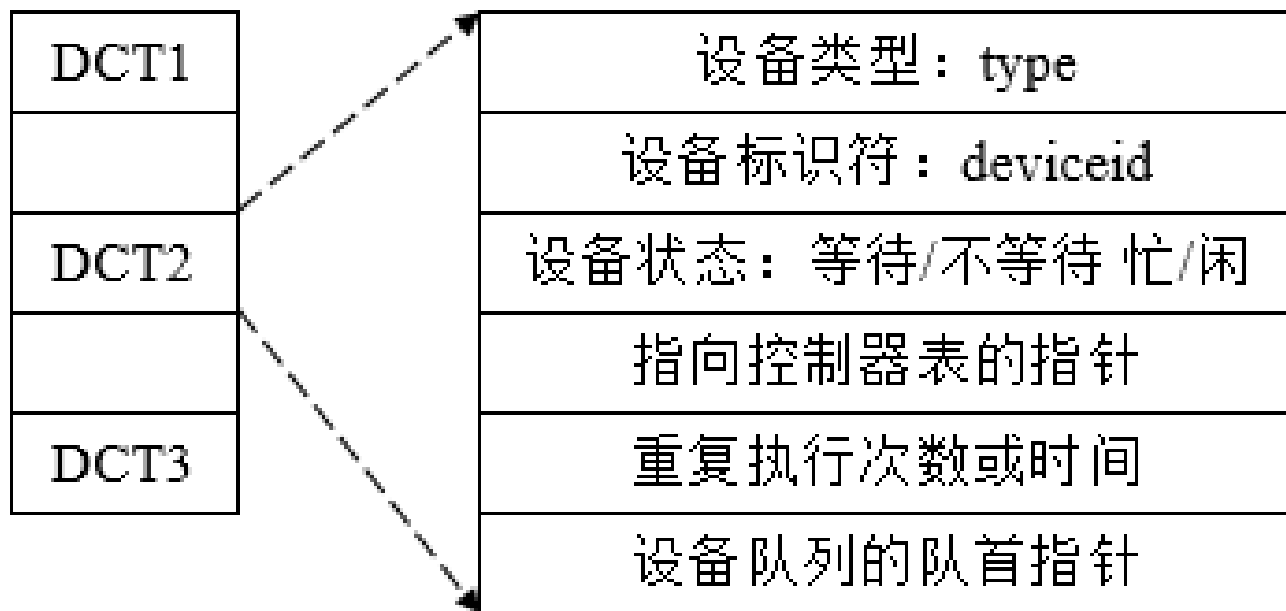 DCT1
DCT2
DCT3
设备类型：type
设备标识符：deviceid
设备状态：等待/不等待 忙/闲
指向控制器表的指针
重复执行次数或时间
设备队列的队首指针